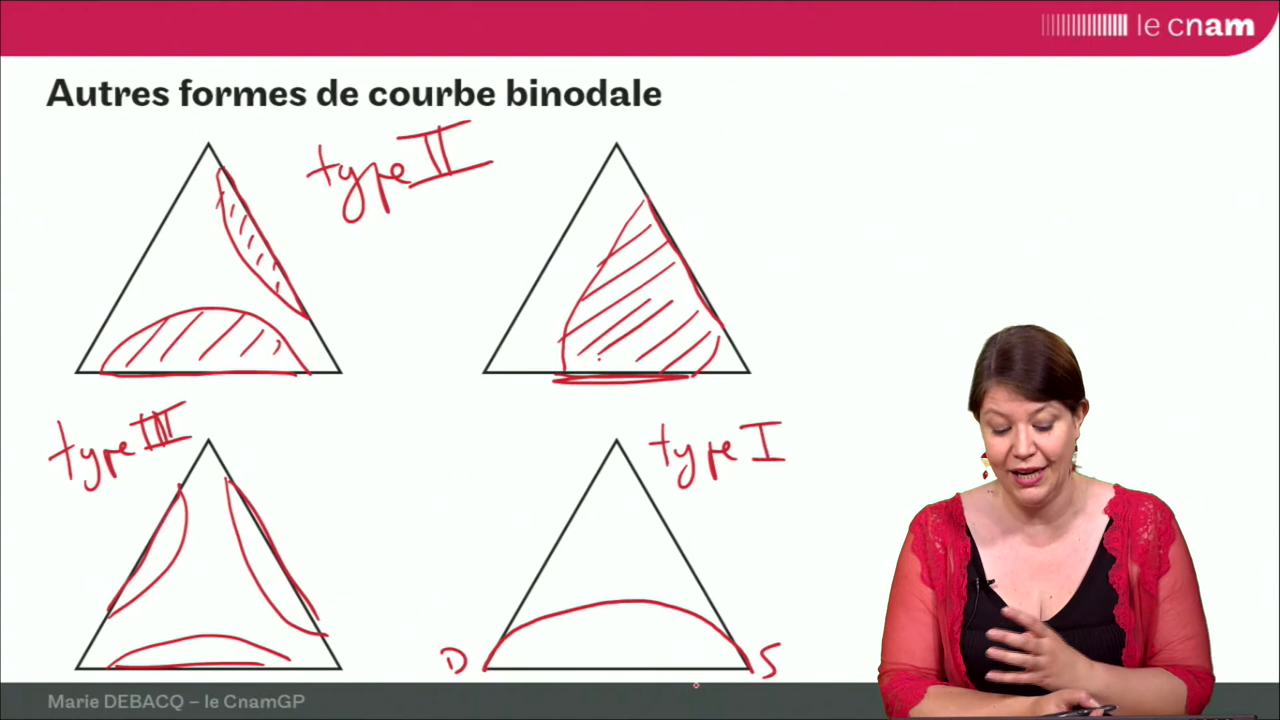 le cnam
Autres formes de courbe binodale
type II
type III
type I
D
S
Marie DEBACQ – le CnamGP